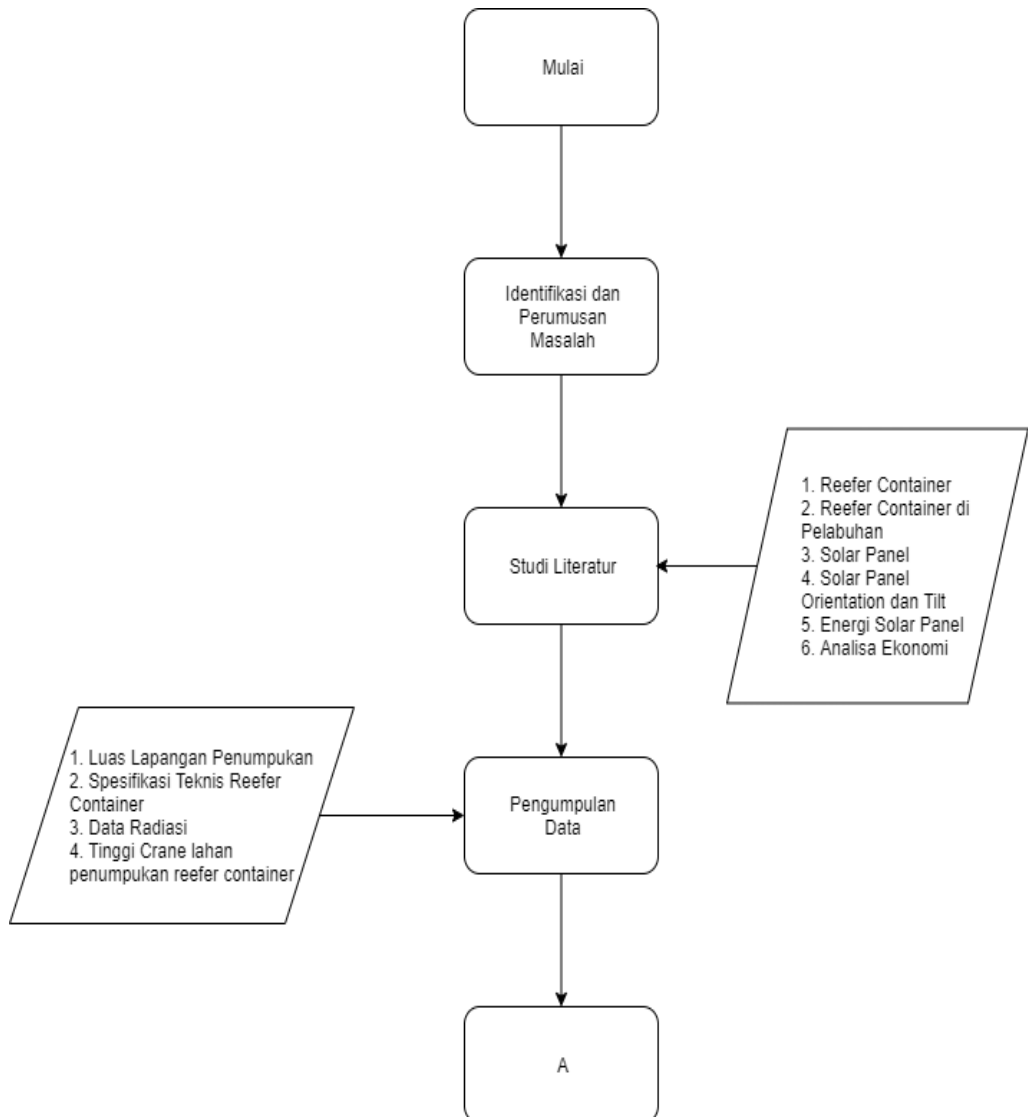 Mulai
Identifikasi dan
Perumusan
Masalah
1. Reefer Container
2. Reefer Container di
Pelabuhan
3. Solar Panel
4. Solar Panel
Orientation dan Tilt
5. Energi Solar Panel
6. Analisa Ekonomi
Studi Literatur
1. Luas Lapangan Penumpukan
2. Spesifikasi Teknis Reefer
Container
3. Data Radiasi
4. Tinggi Crane lahan
penumpukan reefer container
Pengumpulan
Data
A